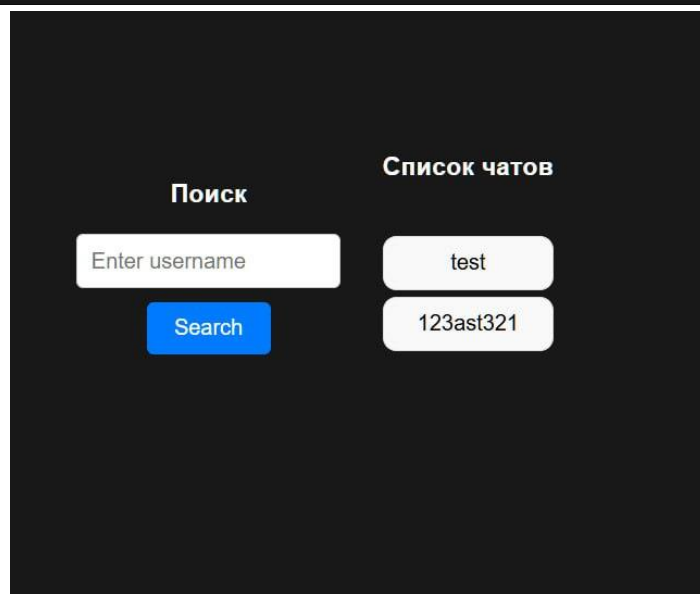 Поиск
Enter username
Search
Список чатов
test
123ast321